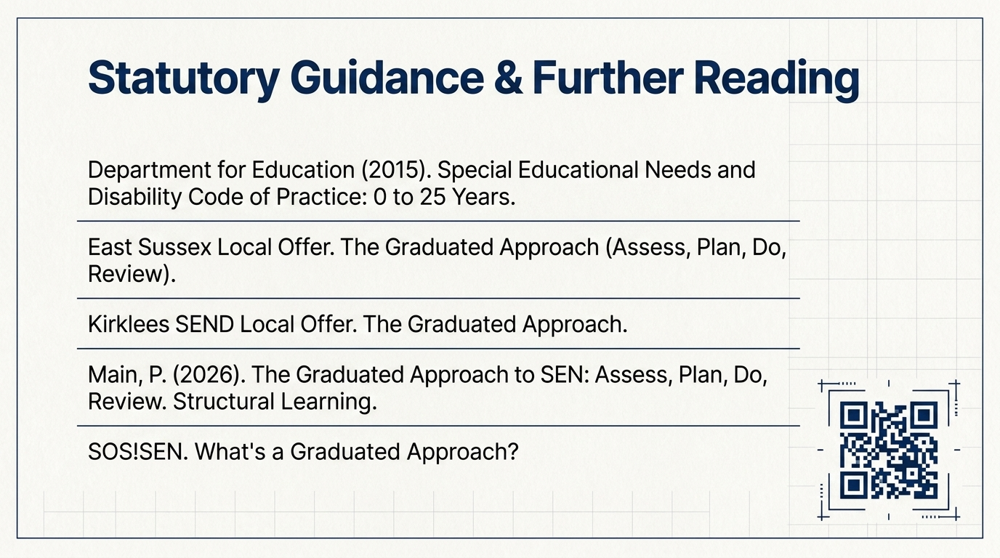 Statutory Guidance & Further Reading
Department for Education (2015). Special Educational Needs and
Disability Code of Practice: 0 to 25 Years.
East Sussex Local Offer. The Graduated Approach (Assess, Plan, Do,
Review).
Kirklees SEND Local Offer. The Graduated Approach.
Main, P. (2026). The Graduated Approach to SEN: Assess, Plan, Do,
Review. Structural Learning.
SOS!SEN. What's a Graduated Approach?